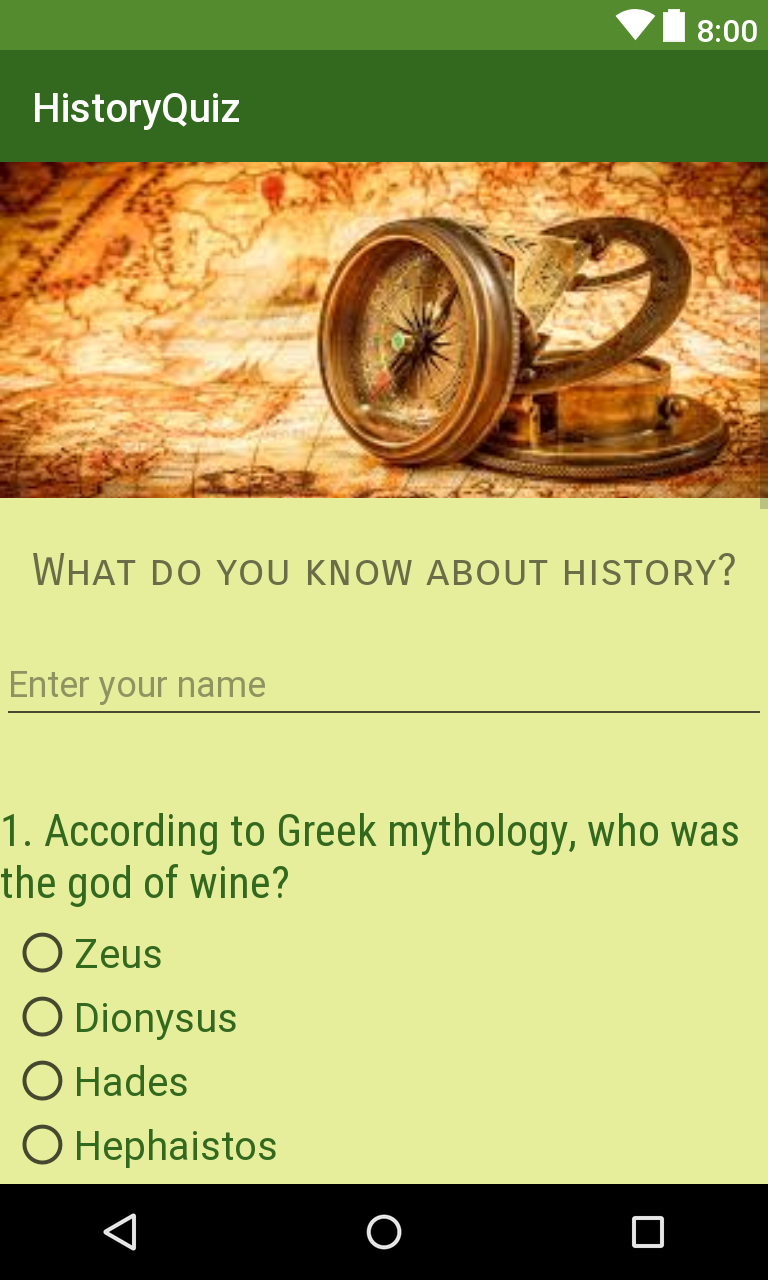 8:00
HistoryQuiz
What do you know about history?
Enter your name
1. According to Greek mythology, who was
the god of wine?
Zeus
Dionysus
Hades
Hephaistos